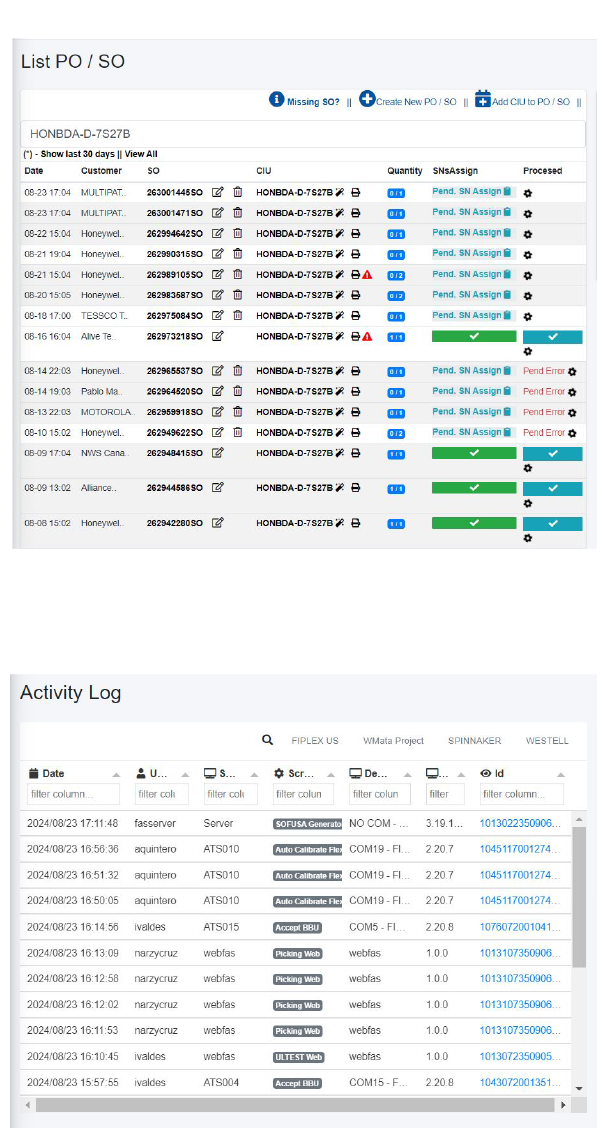 List PO / SO
Missing SO? || Create New PO / SO || Add CIU to PO / SO ||
HONBDA-D-7S27B
(*) - Show last 30 days || View All
Date Customer SO CIU Quantity SNsAssign Procesed
08-23 17:04 MULTIPAT.. 263001445SO HONBDA-D-7S27B 0 / 1 Pend. SN Assign
08-23 17:04 MULTIPAT.. 263001471SO HONBDA-D-7S27B 0 / 1 Pend. SN Assign
08-22 15:04 Honeywel.. 262994642SO HONBDA-D-7S27B 0 / 1 Pend. SN Assign
08-21 19:04 Honeywel.. 262990315SO HONBDA-D-7S27B 0 / 1 Pend. SN Assign
08-21 15:04 Honeywel.. 262989105SO HONBDA-D-7S27B 0 / 2 Pend. SN Assign
08-20 15:05 Honeywel.. 262983587SO HONBDA-D-7S27B 0 / 2 Pend. SN Assign
08-18 17:00 TESSCO T.. 262975084SO HONBDA-D-7S27B 0 / 1 Pend. SN Assign
08-16 16:04 Alive Te.. 262973218SO HONBDA-D-7S27B 1 / 1
08-14 22:03 Honeywel.. 262965537SO HONBDA-D-7S27B 0 / 1 Pend. SN Assign Pend Error
08-14 19:03 Pablo Ma.. 262964520SO HONBDA-D-7S27B 0 / 1 Pend. SN Assign Pend Error
08-13 22:03 MOTOROLA.. 262959918SO HONBDA-D-7S27B 0 / 1 Pend. SN Assign Pend Error
08-10 15:02 Honeywel.. 262949622SO HONBDA-D-7S27B 0 / 2 Pend. SN Assign Pend Error
08-09 17:04 NWS Cana.. 262948415SO HONBDA-D-7S27B 1 / 1
08-09 13:02 Alliance.. 262944586SO HONBDA-D-7S27B 1 / 1
08-08 15:02 Honeywel.. 262942280SO HONBDA-D-7S27B 1 / 1
Activity Log
FIPLEX US WMata Project SPINNAKER WESTELL
Date U... S... Scr... De... ... Id
filter column... filter colu filter colu filter colun filter colun filter filter column...
2024/08/23 17:11:48 fasserver Server SOFUSA Generato NO COM - ... 3.19.1... 1013022350906...
2024/08/23 16:56:36 aquintero ATS010 Auto Calibrate Flex COM19 - FI... 2.20.7 1045117001274...
2024/08/23 16:51:32 aquintero ATS010 Auto Calibrate Flex COM19 - FI... 2.20.7 1045117001274...
2024/08/23 16:50:05 aquintero ATS010 Auto Calibrate Flex COM19 - FI... 2.20.7 1045117001274...
2024/08/23 16:14:56 ivaldes ATS015 Accept BBU COM5 - FI... 2.20.8 1076072001041...
2024/08/23 16:13:09 narzycruz webfas Picking Web webfas 1.0.0 1013107350906...
2024/08/23 16:12:58 narzycruz webfas Picking Web webfas 1.0.0 1013107350906...
2024/08/23 16:12:02 narzycruz webfas Picking Web webfas 1.0.0 1013107350906...
2024/08/23 16:11:53 narzycruz webfas Picking Web webfas 1.0.0 1013107350906...
2024/08/23 16:10:45 ivaldes webfas ULTEST Web webfas 1.0.0 1013072350905...
2024/08/23 15:57:55 ivaldes ATS004 Accept BBU COM15 - F... 2.20.8 1043072001351...